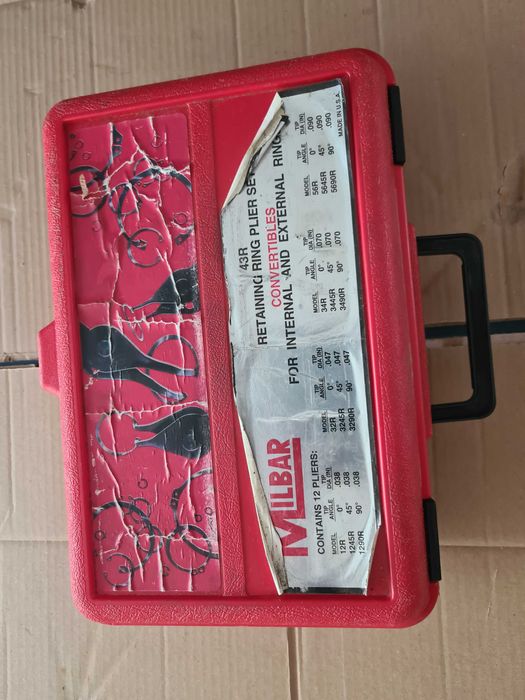 43R
RETAINING RING PLIER SET
CONVERTIBLES
FOR INTERNAL AND EXTERNAL RING
MILBAR
CONTAINS 12 PLIERS:
MODEL TIP ANGLE TIP DIA (IN) MODEL TIP ANGLE TIP DIA (IN) MODEL TIP ANGLE TIP DIA (IN) MODEL TIP ANGLE TIP DIA (IN)
12R 0° .038 32R 0° .047 34R 0° .070 56R 0° .090
1245R 45° .038 3245R 45° .047 3445R 45° .070 5645R 45° .090
1290R 90° .038 3290R 90° .047 3490R 90° .070 5690R 90° .090
MADE IN U.S.A.